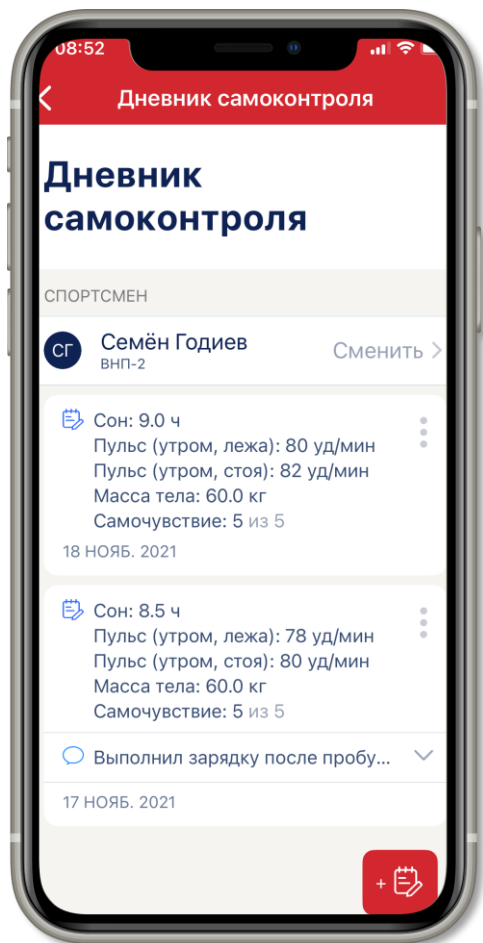 08:52
Дневник самоконтроля
Дневник
самоконтроля
СПОРТСМЕН
СГ
Семён Годиев
ВНП-2
Сменить
Сон: 9.0 ч
Пульс (утром, лежа): 80 уд/мин
Пульс (утром, стоя): 82 уд/мин
Масса тела: 60.0 кг
Самочувствие: 5 из 5
18 НОЯБ. 2021
Сон: 8.5 ч
Пульс (утром, лежа): 78 уд/мин
Пульс (утром, стоя): 80 уд/мин
Масса тела: 60.0 кг
Самочувствие: 5 из 5
Выполнил зарядку после пробу...
17 НОЯБ. 2021
+